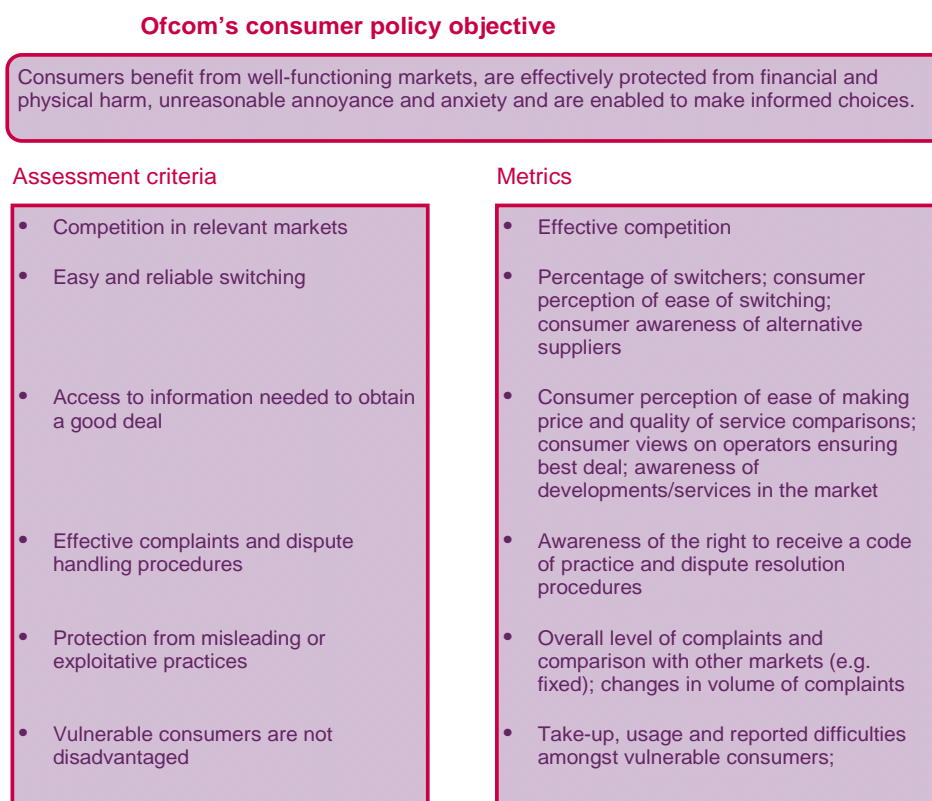 Ofcom's consumer policy objective
Consumers benefit from well-functioning markets, are effectively protected from financial and
physical harm, unreasonable annoyance and anxiety and are enabled to make informed choices.
Assessment criteria
• Competition in relevant markets
• Easy and reliable switching
• Access to information needed to obtain
a good deal
• Effective complaints and dispute
handling procedures
• Protection from misleading or
exploitative practices
• Vulnerable consumers are not
disadvantaged
Metrics
• Effective competition
• Percentage of switchers; consumer
perception of ease of switching;
consumer awareness of alternative
suppliers
• Consumer perception of ease of making
price and quality of service comparisons;
consumer views on operators ensuring
best deal; awareness of
developments/services in the market
• Awareness of the right to receive a code
of practice and dispute resolution
procedures
• Overall level of complaints and
comparison with other markets (e.g.
fixed); changes in volume of complaints
• Take-up, usage and reported difficulties
amongst vulnerable consumers;